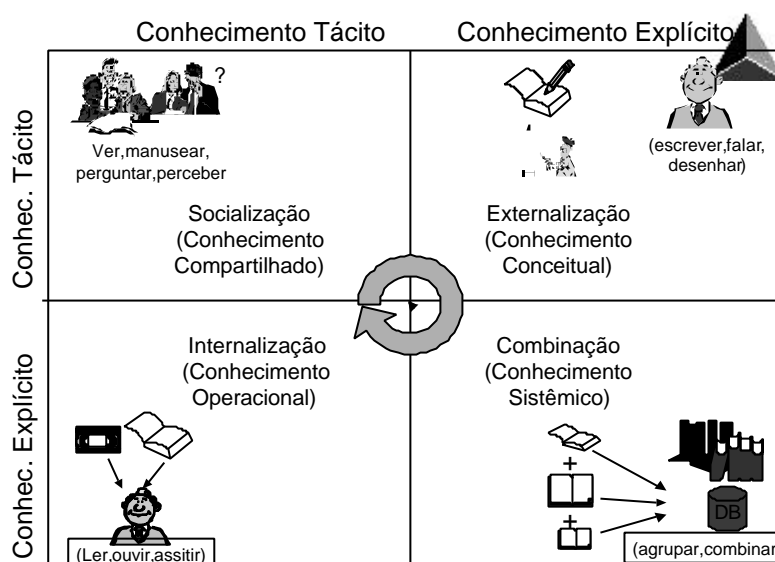 Conhecimento Tácito
Conhecimento Explícito
Conhec. Tácito
?
Ver,manusear,
perguntar,perceber
Socialização
(Conhecimento
Compartilhado)
(escrever,falar,
desenhar)
Externalização
(Conhecimento
Conceitual)
Conhec. Explícito
Internalização
(Conhecimento
Operacional)
(Ler,ouvir,assitir)
Combinação
(Conhecimento
Sistêmico)
+
+
DB
(agrupar,combinar